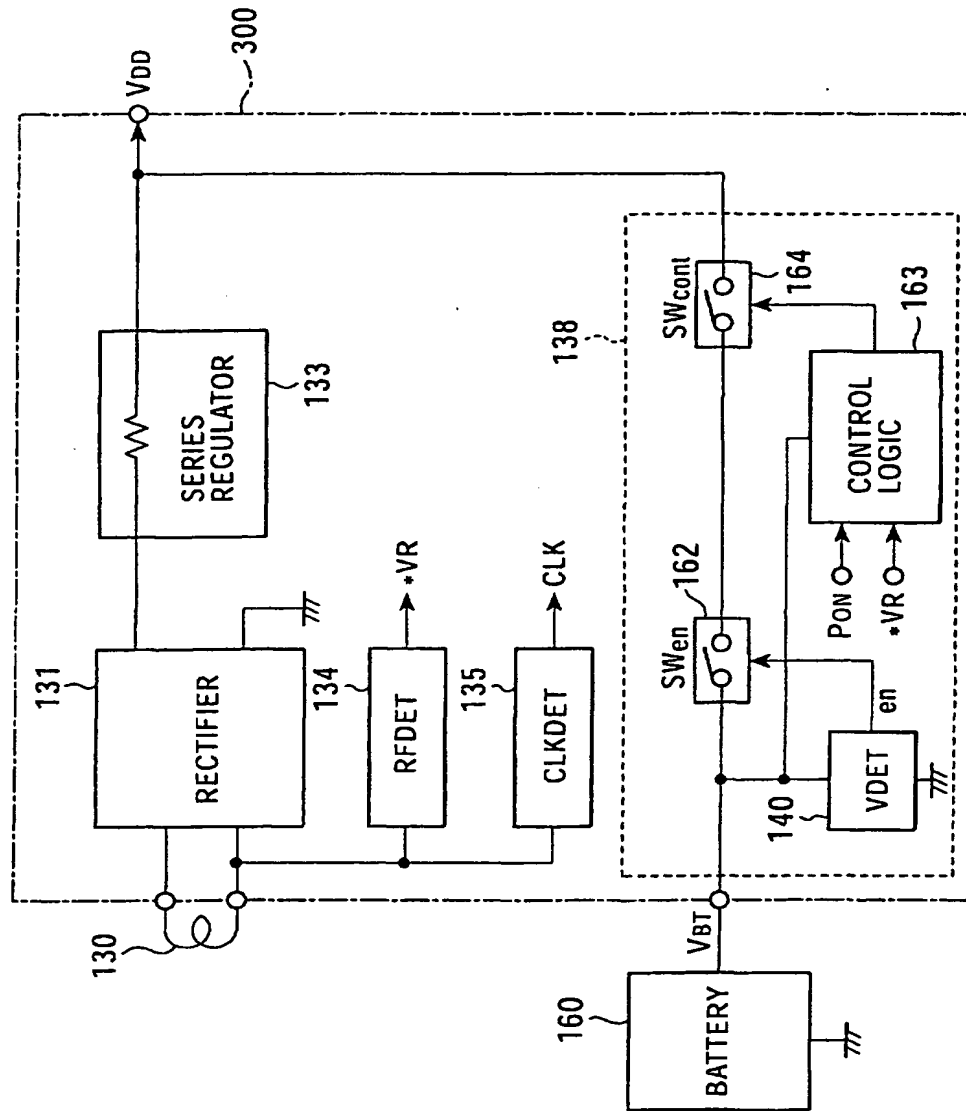 130
131
RECTIFIER
SERIES
REGULATOR
133
VDD
300
134
RFDET
*VR
135
CLKDET
CLK
160
BATTERY
VBT
138
SWen
162
SWcont
164
140
VDET
en
PON
*VR
CONTROL
LOGIC
163